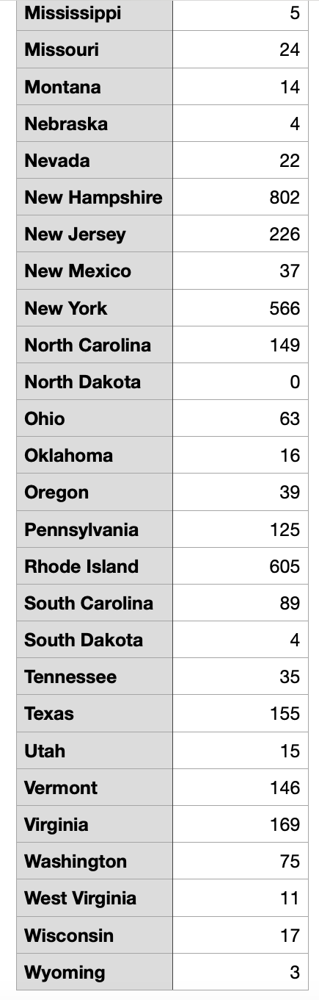 Mississippi 5
Missouri 24
Montana 14
Nebraska 4
Nevada 22
New Hampshire 802
New Jersey 226
New Mexico 37
New York 566
North Carolina 149
North Dakota 0
Ohio 63
Oklahoma 16
Oregon 39
Pennsylvania 125
Rhode Island 605
South Carolina 89
South Dakota 4
Tennessee 35
Texas 155
Utah 15
Vermont 146
Virginia 169
Washington 75
West Virginia 11
Wisconsin 17
Wyoming 3